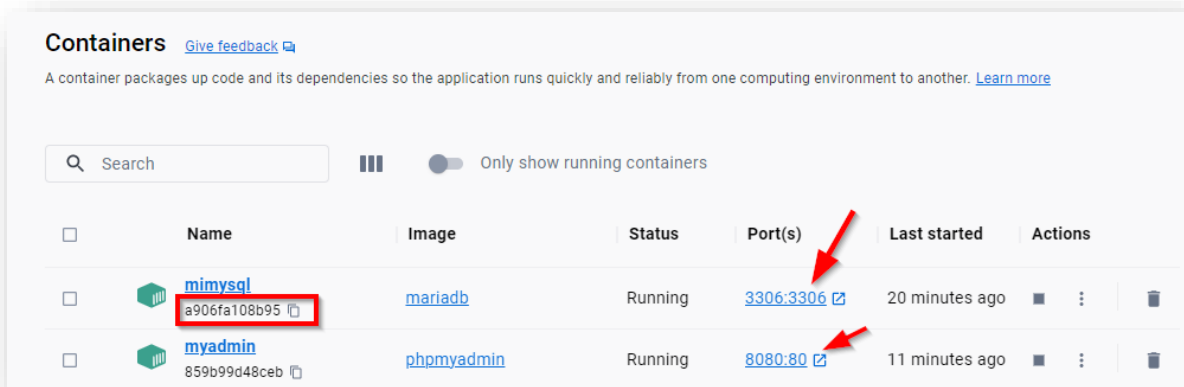 Containers Give feedback
A container packages up code and its dependencies so the application runs quickly and reliably from one computing environment to another. Learn more
Search Only show running containers
Name Image Status Port(s) Last started Actions
mimysql
a906fa108b95 mariadb Running 3306:3306 20 minutes ago
myadmin
859b99d48ceb phpmyadmin Running 8080:80 11 minutes ago